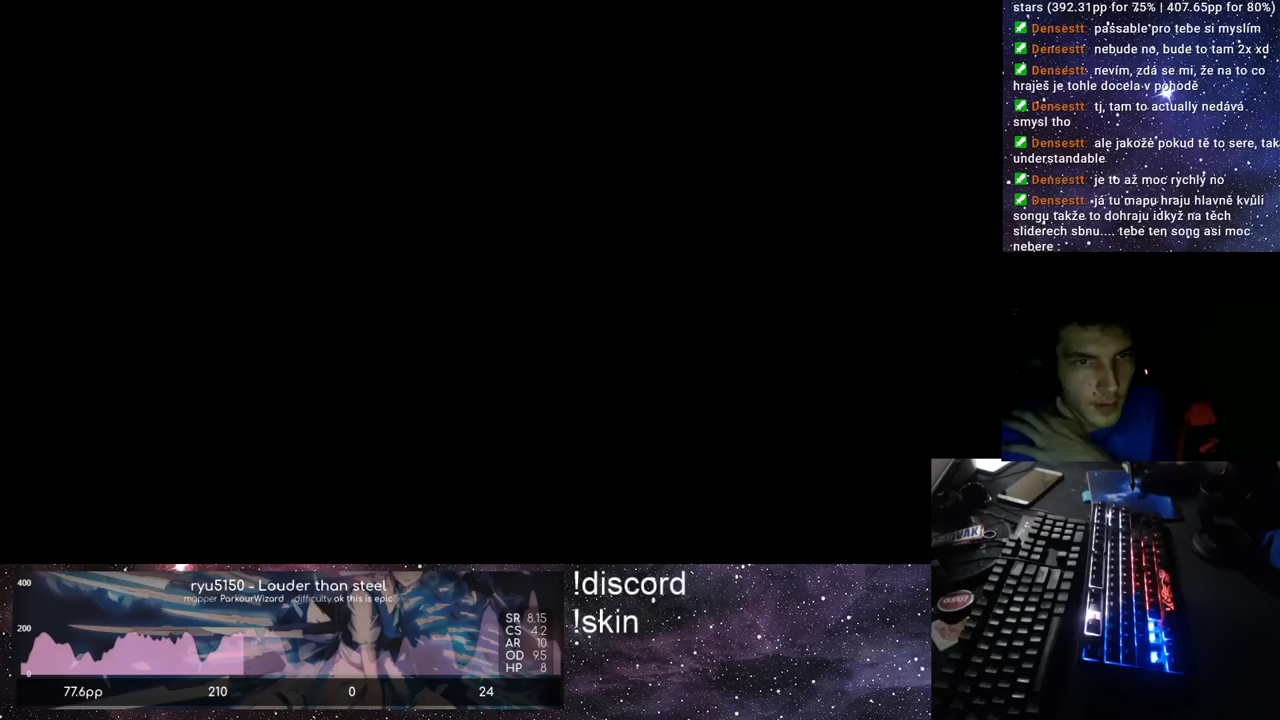 stars (392.31pp for 75% | 407.65pp for 80%)
Densestt: passable pro tebe si myslím
Densestt: nebude no, bude to tam 2x xd
Densestt: nevím, zdá se mi, že na to co
hraješ je tohle docela v pohodě
Densestt: tj, tam to actually nedává
smysl tho
Densestt: ale jakože pokud tě to sere, tak
understandable
Densestt: je to až moc rychlý no
Densestt: já tu mapu hraju hlavně kvůli
songu takže to dohraju idkyž na těch
sliderech sbnu.... tebe ten song asi moc
nebere :
400
200
0
ryu5150 - Louder than steel
mapper ParkourWizard difficulty ok this is epic
SR 8.15
CS 4.2
AR 10
OD 9.5
HP 8
77.6pp 210 0 24
!discord
!skin